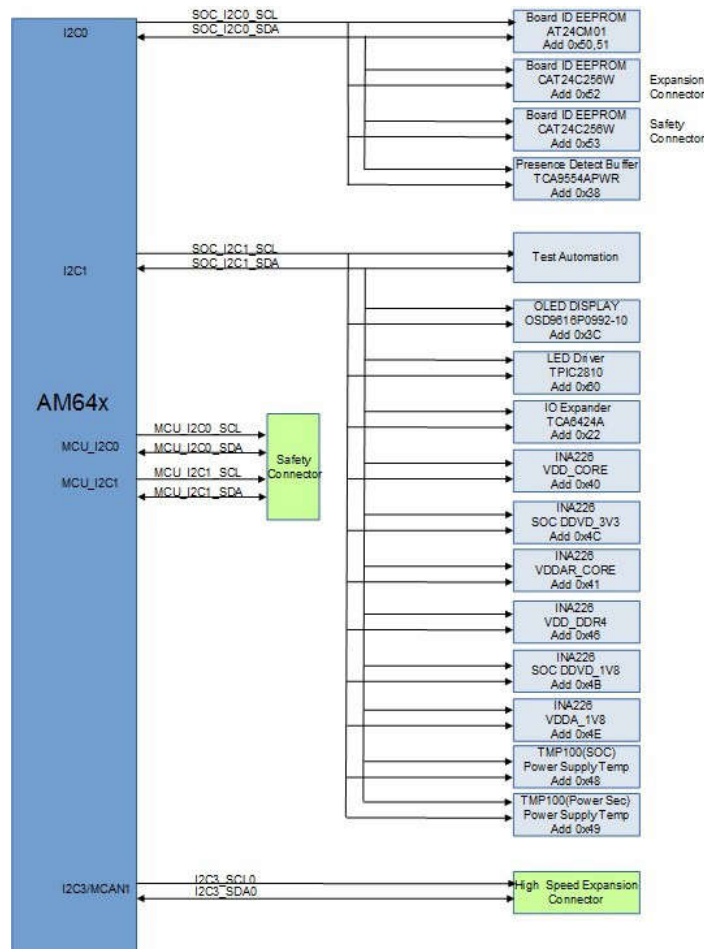 I2C0
SOC_I2C0_SCL
SOC_I2C0_SDA
Board ID EEPROM
AT24CM01
Add 0x50,51
Board ID EEPROM
CAT24C256W
Add 0x52
Expansion
Connector
Board ID EEPROM
CAT24C256W
Add 0x53
Safety
Connector
Presence Detect Buffer
TCA9554APWR
Add 0x38
I2C1
SOC_I2C1_SCL
SOC_I2C1_SDA
Test Automation
OLED DISPLAY
OSD9616P0992-10
Add 0x3C
LED Driver
TPIC2810
Add 0x60
AM64x
IO Expander
TCA6424A
Add 0x22
MCU_I2C0
MCU_I2C0_SCL
MCU_I2C0_SDA
MCU_I2C1
MCU_I2C1_SCL
MCU_I2C1_SDA
Safety
Connector
INA226
VDD_CORE
Add 0x40
INA226
SOC DDVD_3V3
Add 0x4C
INA226
VDDAR_CORE
Add 0x41
INA226
VDD_DDR4
Add 0x46
INA226
SOC DDVD_1V8
Add 0x4B
INA226
VDDA_1V8
Add 0x4E
TMP100(SOC)
Power Supply Temp
Add 0x48
TMP100(Power Sec)
Power Supply Temp
Add 0x49
I2C3/MCAN1
I2C3_SCL0
I2C3_SDA0
High Speed Expansion
Connector